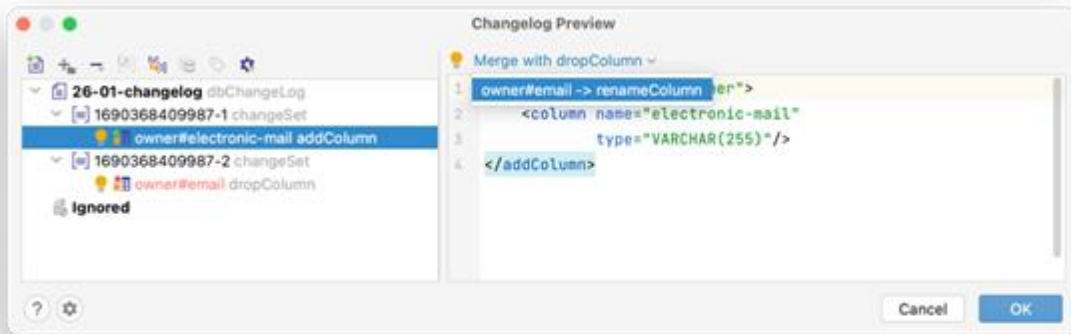 Changelog Preview
26-01-changelog dbChangeLog
1690368409987-1 changeSet
owner#electronic-mail addColumn
1690368409987-2 changeSet
owner#email dropColumn
Ignored
Merge with dropColumn
1 owner#email -> renameColumn er">
2 <column name="electronic-mail"
3 type="VARCHAR(255)"/>
4 </addColumn>
?
Cancel
OK